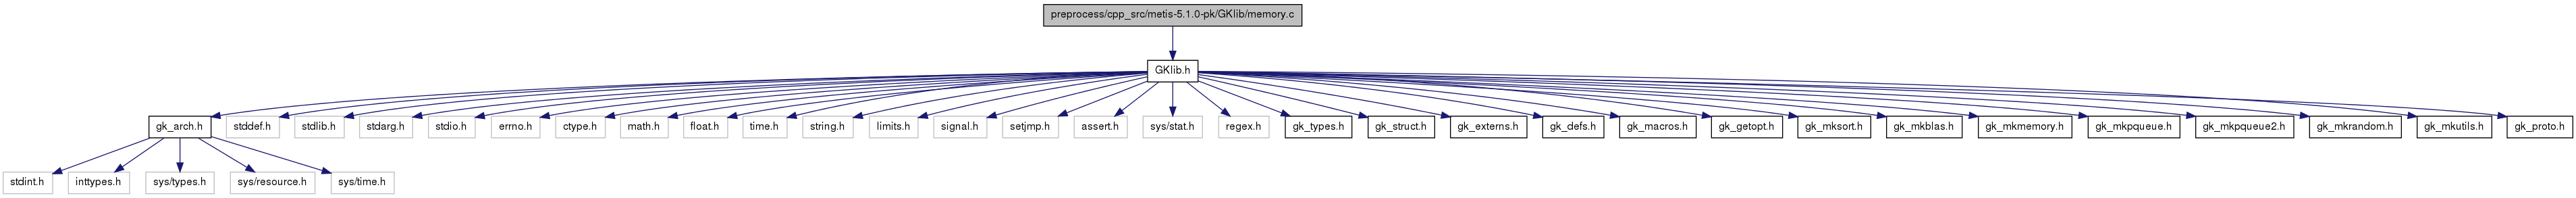 preprocess/cpp_src/metis-5.1.0-pk/GKlib/memory.c
GKlib.h
gk_arch.h
stddef.h
stdlib.h
stdarg.h
stdio.h
errno.h
ctype.h
math.h
float.h
time.h
string.h
limits.h
signal.h
setjmp.h
assert.h
sys/stat.h
regex.h
gk_types.h
gk_struct.h
gk_externs.h
gk_defs.h
gk_macros.h
gk_getopt.h
gk_mksort.h
gk_mkblas.h
gk_mkmemory.h
gk_mkpqueue.h
gk_mkpqueue2.h
gk_mkrandom.h
gk_mkutils.h
gk_proto.h
stdint.h
inttypes.h
sys/types.h
sys/resource.h
sys/time.h